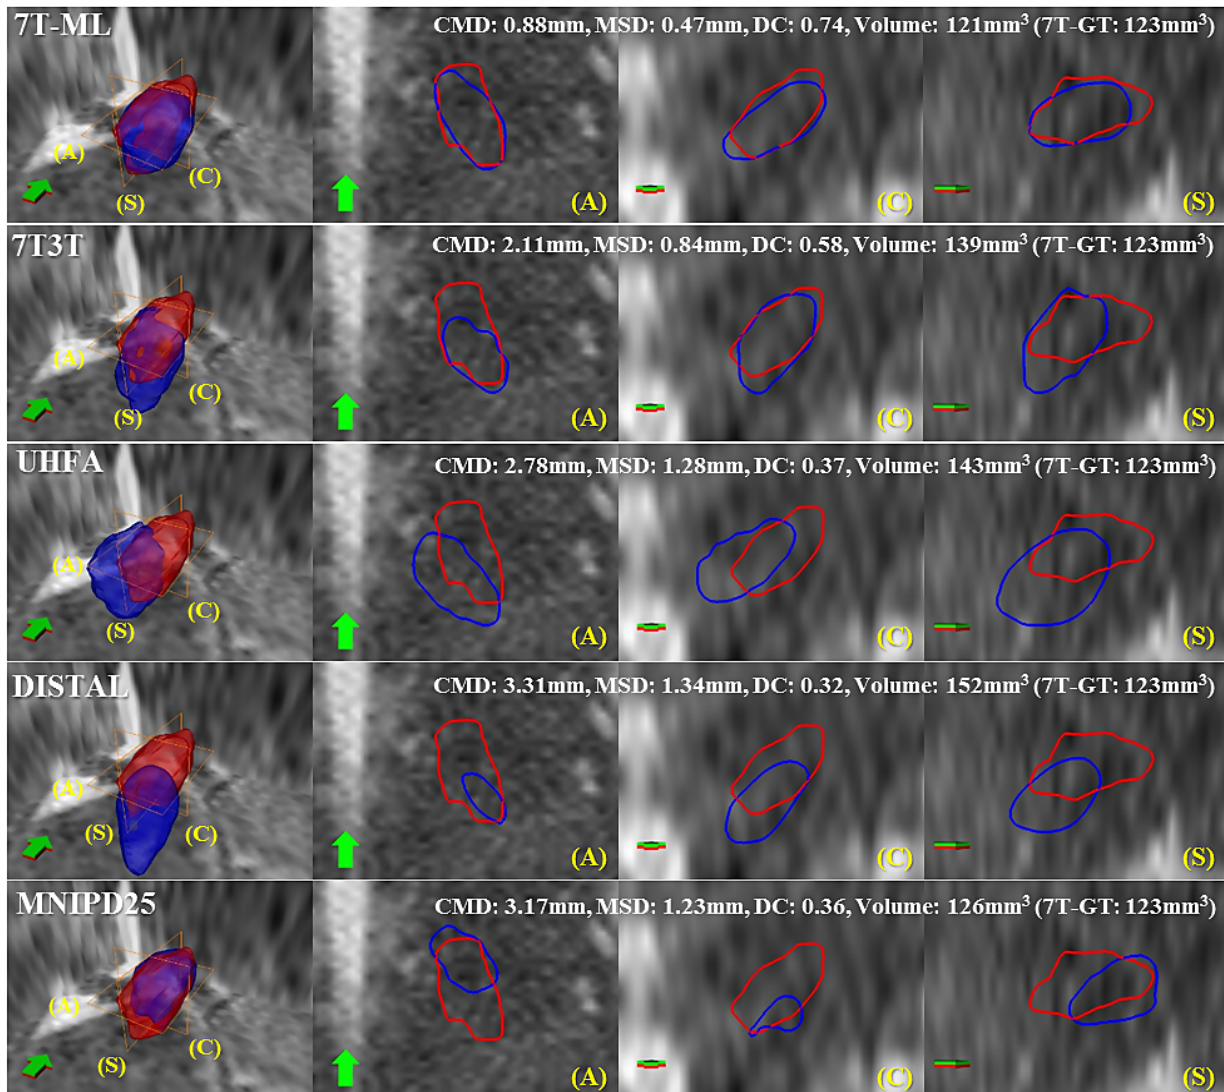 7T-ML CMD: 0.88mm, MSD: 0.47mm, DC: 0.74, Volume: 121mm³ (7T-GT: 123mm³)
(A) (C) (S) (A) (C) (S)
7T3T CMD: 2.11mm, MSD: 0.84mm, DC: 0.58, Volume: 139mm³ (7T-GT: 123mm³)
(A) (C) (S) (A) (C) (S)
UHFA CMD: 2.78mm, MSD: 1.28mm, DC: 0.37, Volume: 143mm³ (7T-GT: 123mm³)
(A) (C) (S) (A) (C) (S)
DISTAL CMD: 3.31mm, MSD: 1.34mm, DC: 0.32, Volume: 152mm³ (7T-GT: 123mm³)
(A) (S) (C) (A) (C) (S)
MNIPD25 CMD: 3.17mm, MSD: 1.23mm, DC: 0.36, Volume: 126mm³ (7T-GT: 123mm³)
(A) (C) (S) (A) (C) (S)